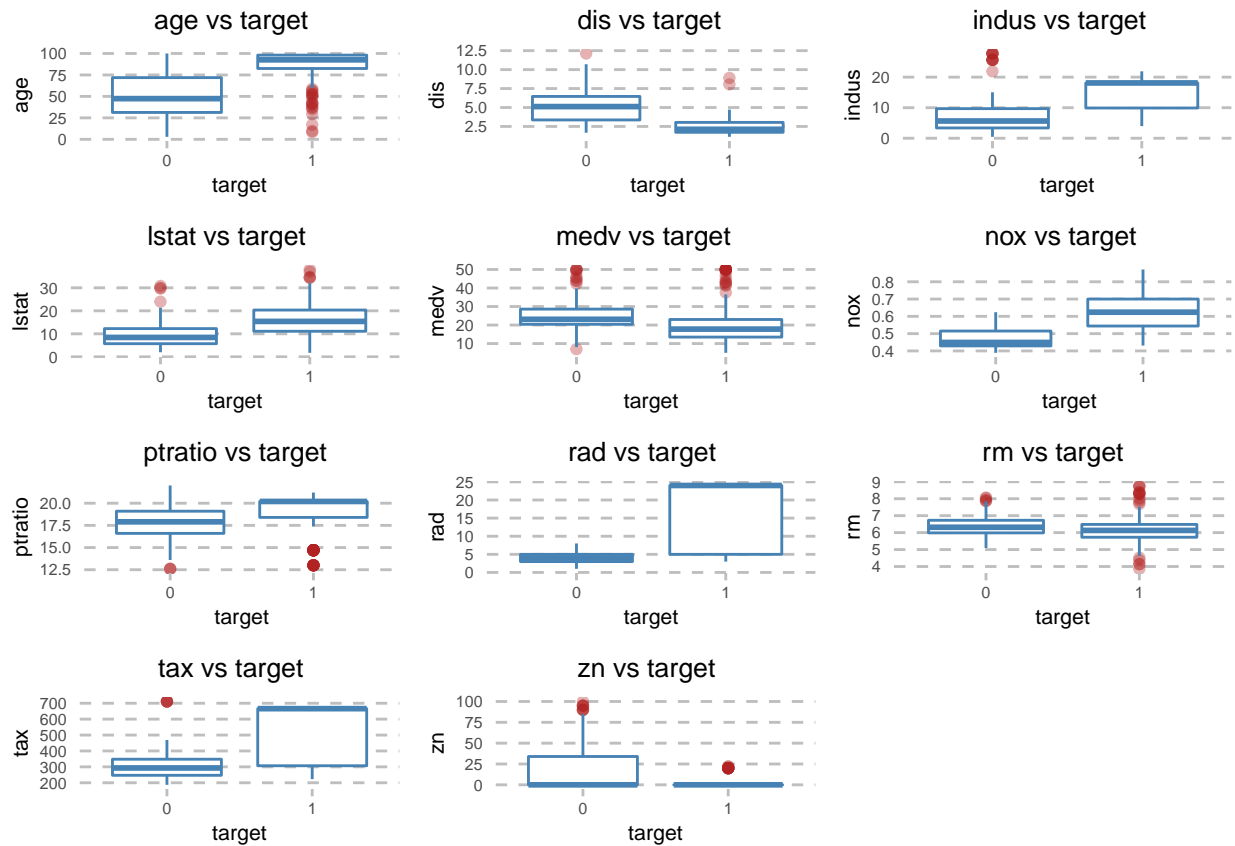 age vs target
age
100
75
50
25
0
0 1
target
dis vs target
dis
12.5
10.0
7.5
5.0
2.5
0 1
target
indus vs target
indus
20
10
0
0 1
target
lstat vs target
lstat
30
20
10
0
0 1
target
medv vs target
medv
50
40
30
20
10
0 1
target
nox vs target
nox
0.8
0.7
0.6
0.5
0.4
0 1
target
ptratio vs target
ptratio
20.0
17.5
15.0
12.5
0 1
target
rad vs target
rad
25
20
15
10
5
0
0 1
target
rm vs target
rm
9
8
7
6
5
4
0 1
target
tax vs target
tax
700
600
500
400
300
200
0 1
target
zn vs target
zn
100
75
50
25
0
0 1
target